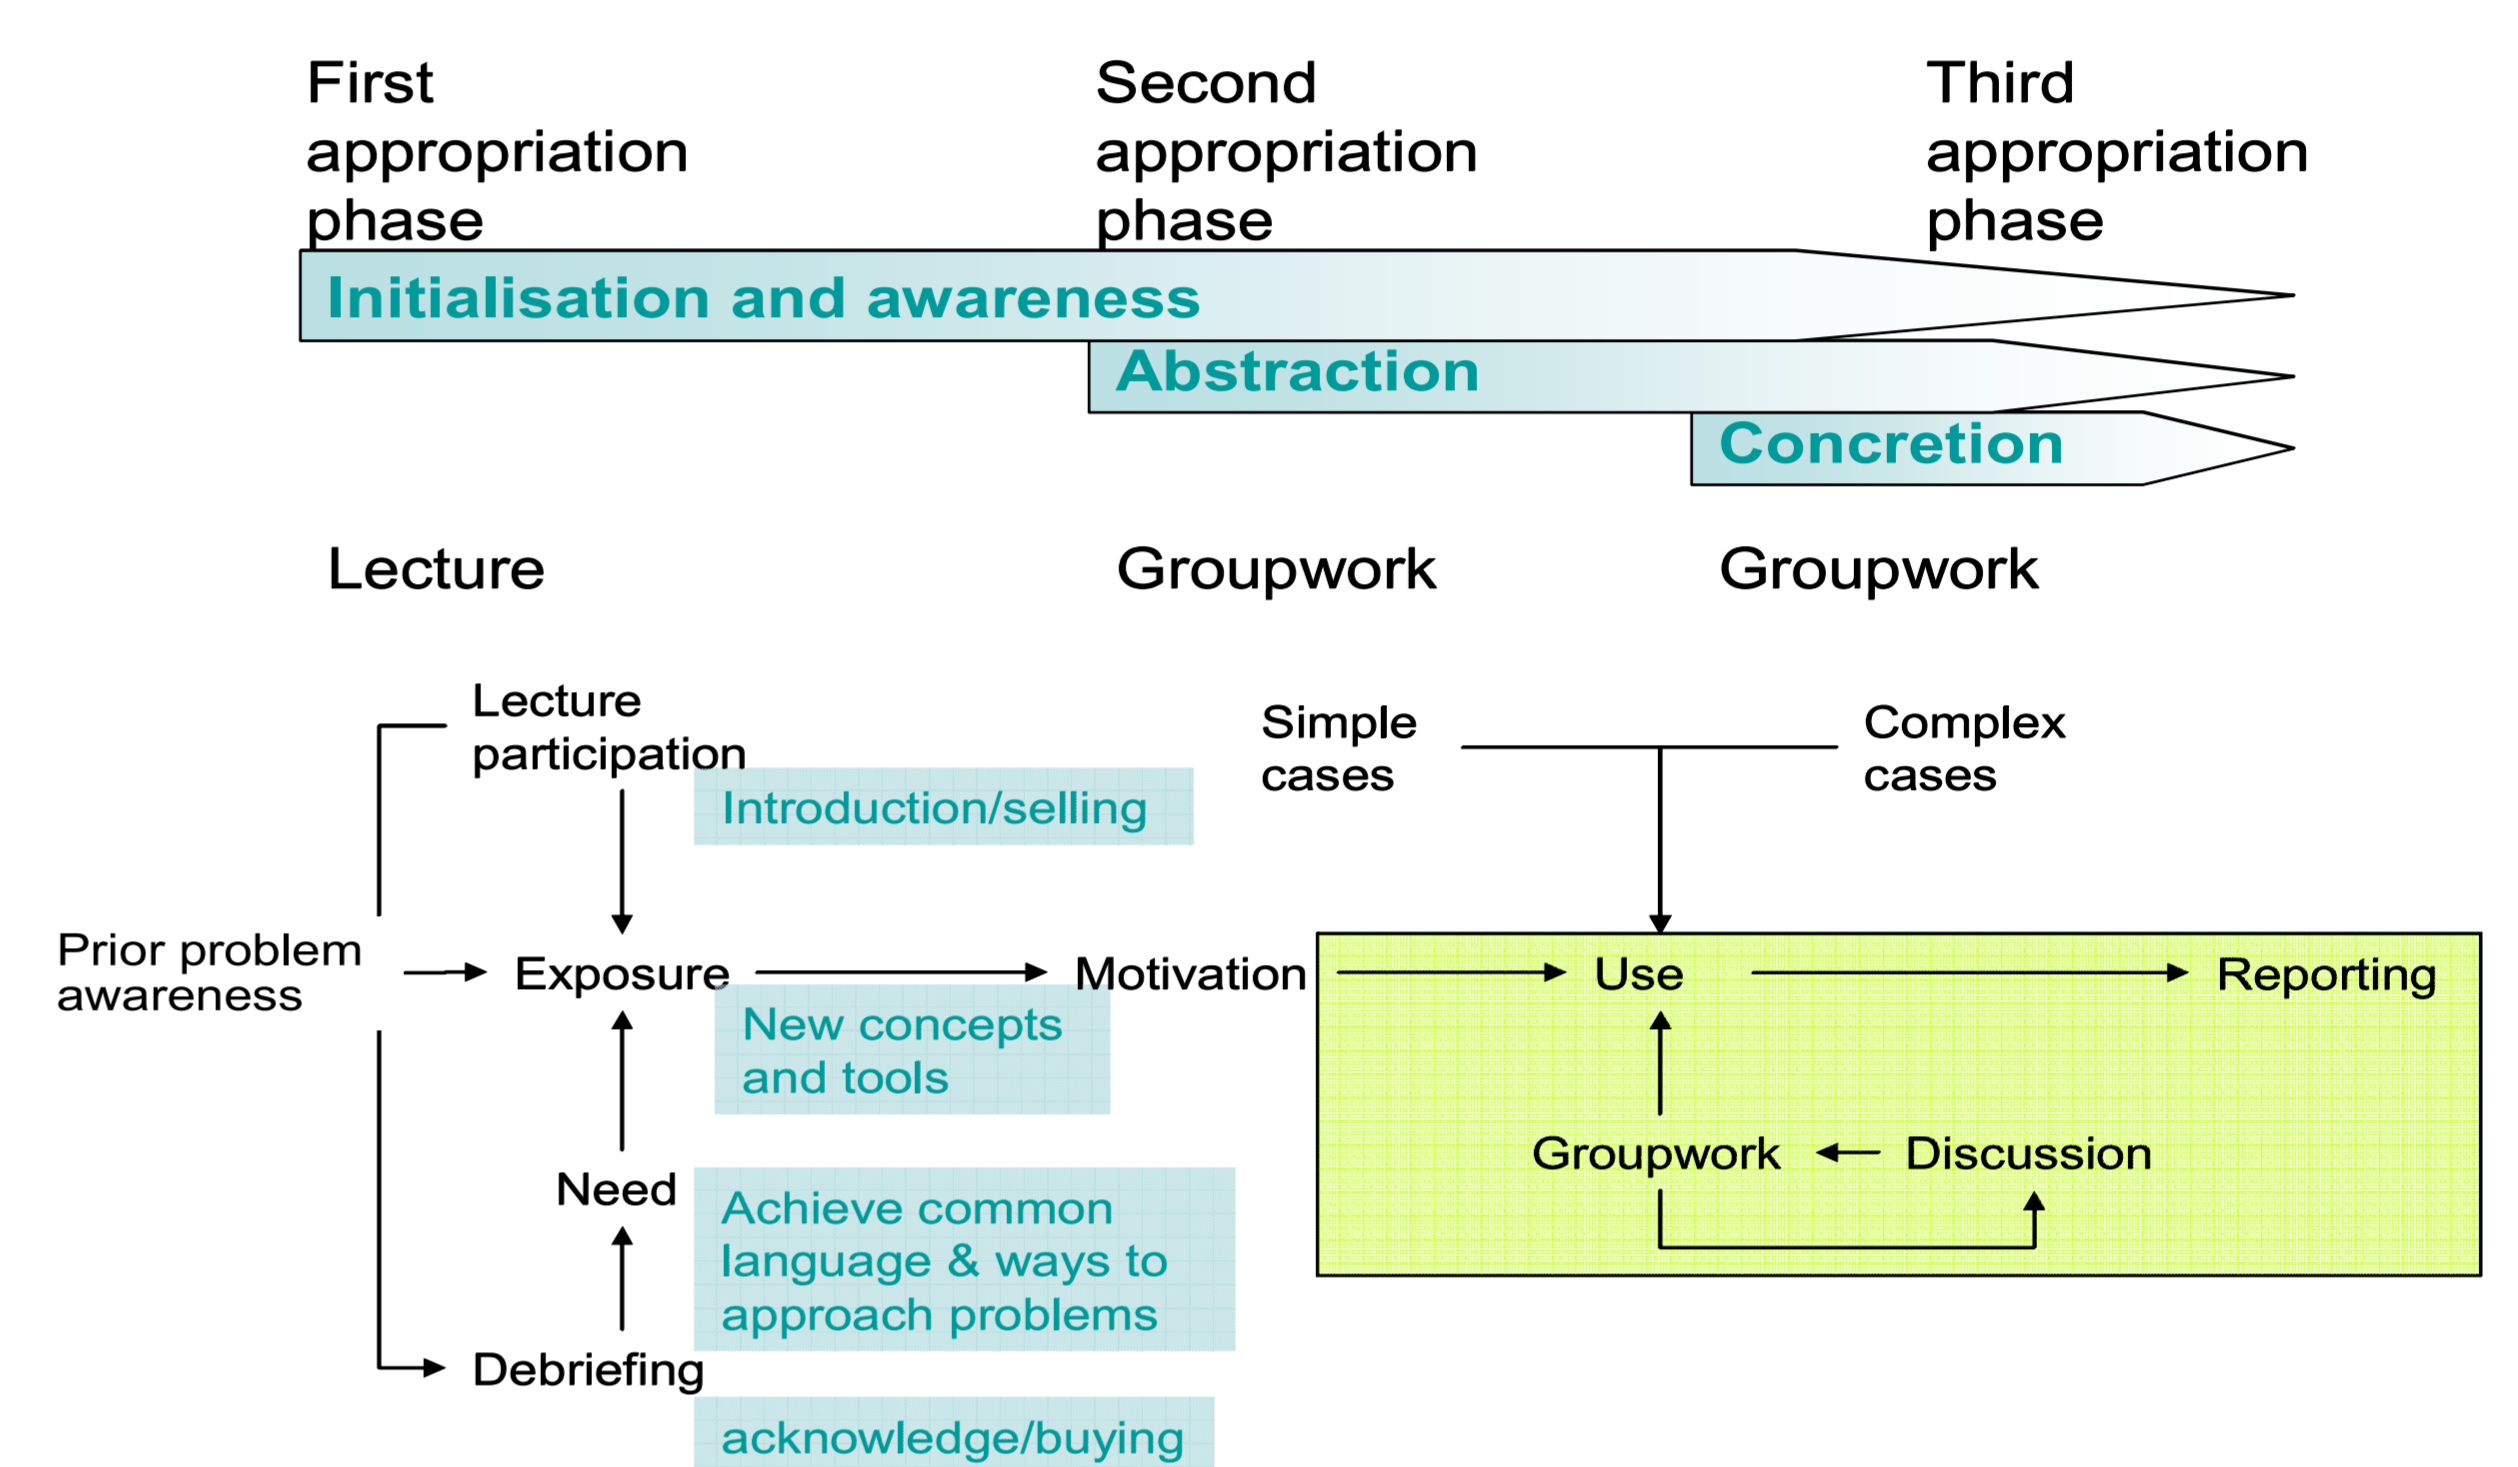 First
appropriation
phase
Second
appropriation
phase
Third
appropriation
phase
Initialisation and awareness
Abstraction
Concretion
Lecture
Groupwork
Groupwork
Lecture
participation
Introduction/selling
Simple
cases
Complex
cases
Prior problem
awareness
Exposure
Motivation
Use
Reporting
New concepts
and tools
Groupwork
Discussion
Need
Achieve common
language & ways to
approach problems
Debriefing
acknowledge/buying